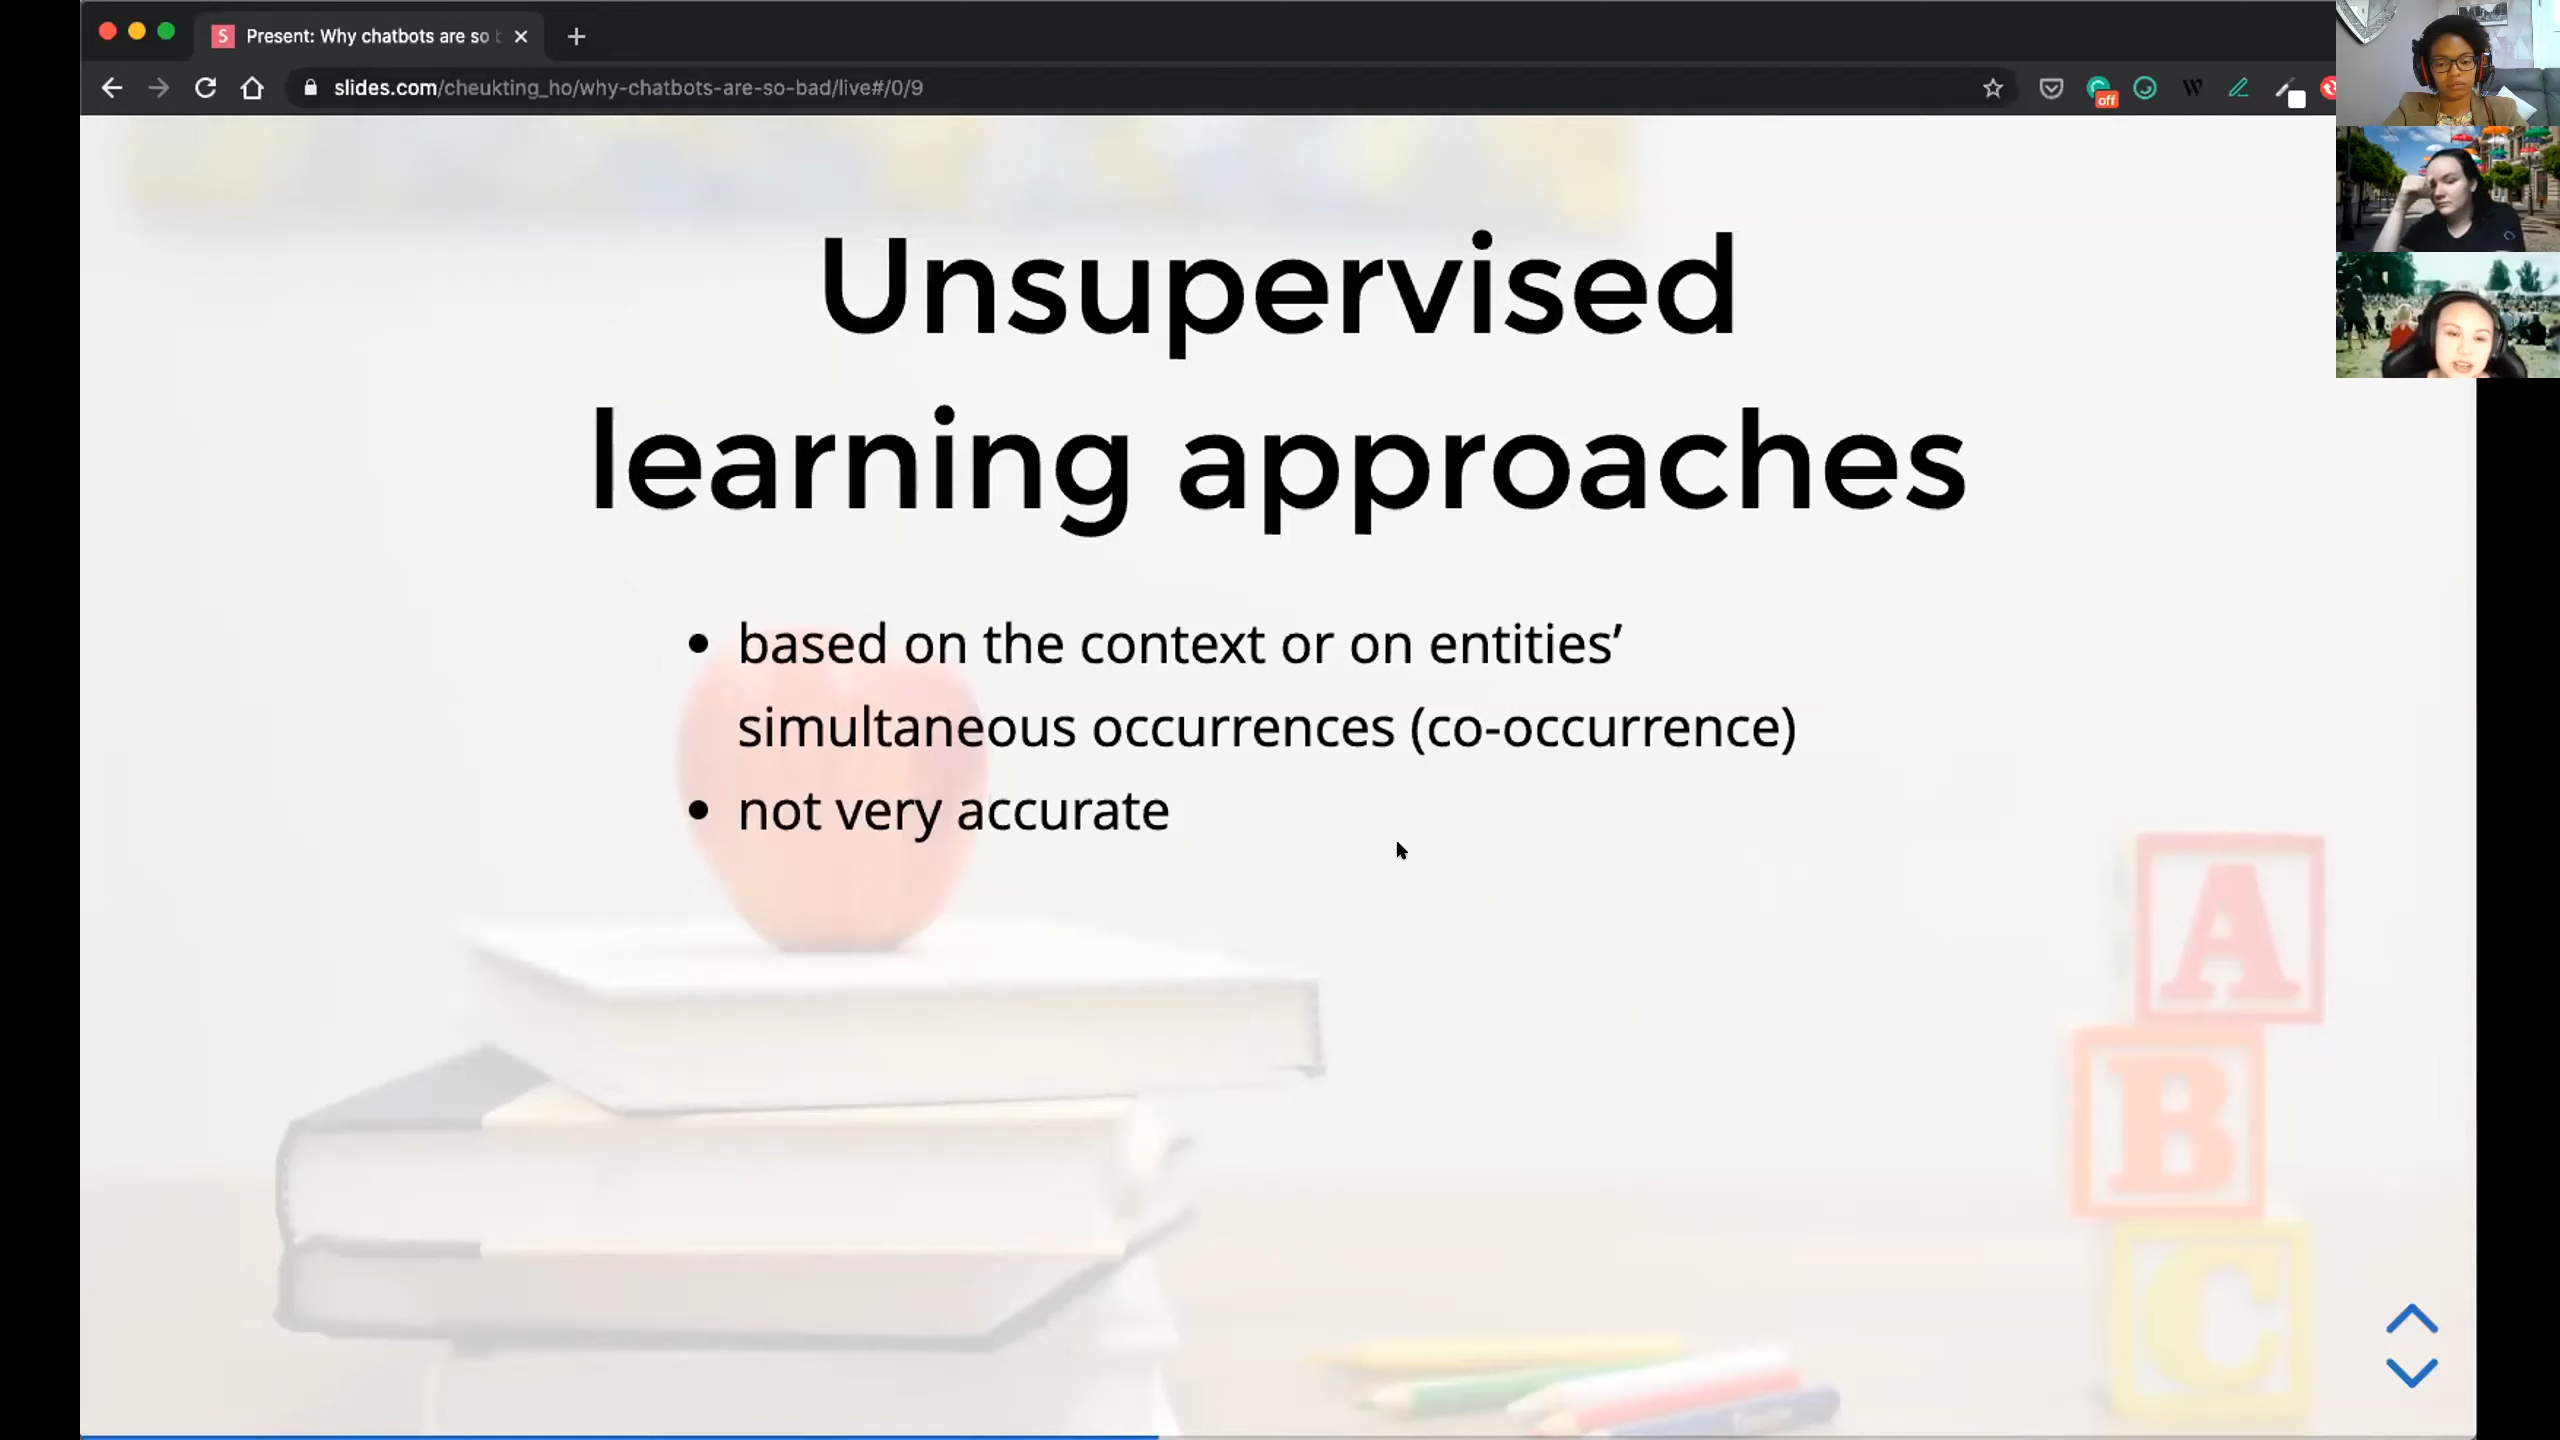 S Present: Why chatbots are so b
slides.com/cheukting_ho/why-chatbots-are-so-bad/live#/0/9
off
W
Unsupervised
learning approaches
• based on the context or on entities’
simultaneous occurrences (co-occurrence)
• not very accurate
A
B
C